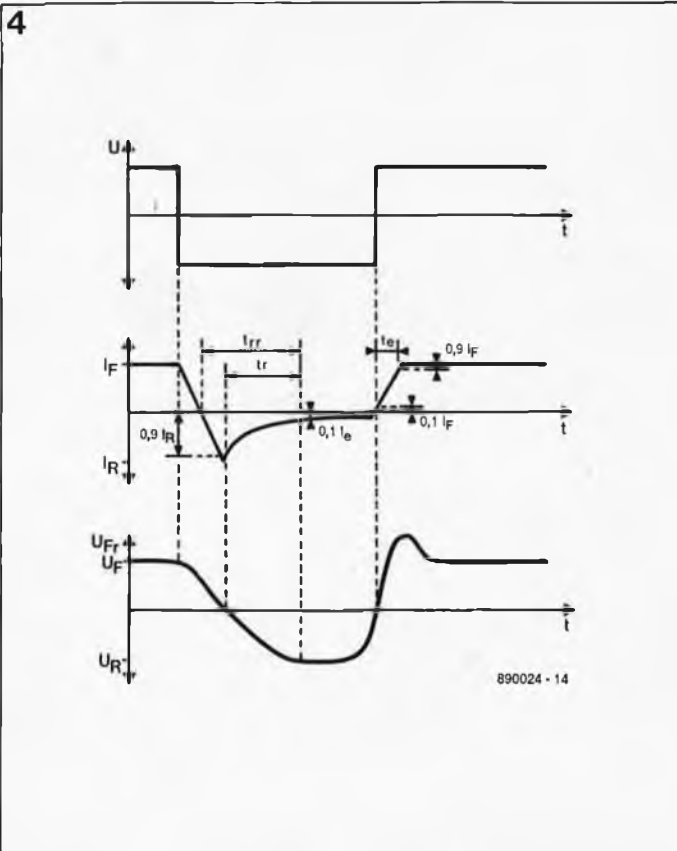 4
U
t
trr
te
0,9 IF
IF
tr
0,9 IR
0,1 Ie
0,1 IF
t
IR
UFr
UF
t
UR
890024 - 14